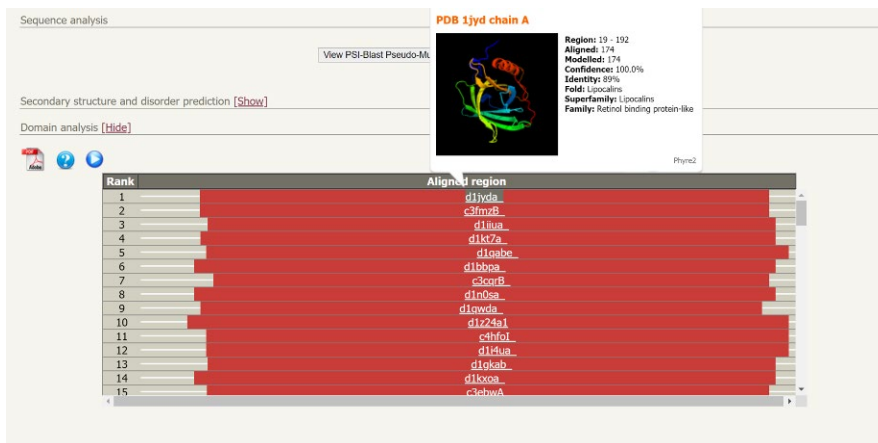 Sequence analysis
PDB 1jyd chain A
View PSI-Blast Pseudo-Mu
Region: 19 - 192
Aligned: 174
Modelled: 174
Confidence: 100.0%
Identity: 89%
Fold: Lipocalins
Superfamily: Lipocalins
Family: Retinol binding protein-like
Phyre2
Secondary structure and disorder prediction [Show]
Domain analysis [Hide]
Adobe
?
Rank Aligned region
1 d1jyda_
2 c3fmzB_
3 d1iiua_
4 d1kt7a_
5 d1qabe_
6 d1bbpa_
7 c3cqrB_
8 d1n0sa_
9 d1qwda_
10 d1z24a1
11 c4hfoI_
12 d1i4ua_
13 d1gkab_
14 d1kxoa_
15 c3ebwA_